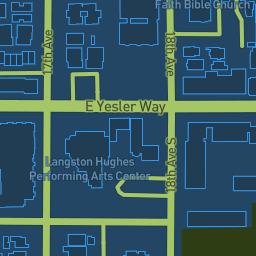 Faith Bible Church
17th Ave
18th Ave
E Yesler Way
Langston Hughes
Performing Arts Center
18th Ave S